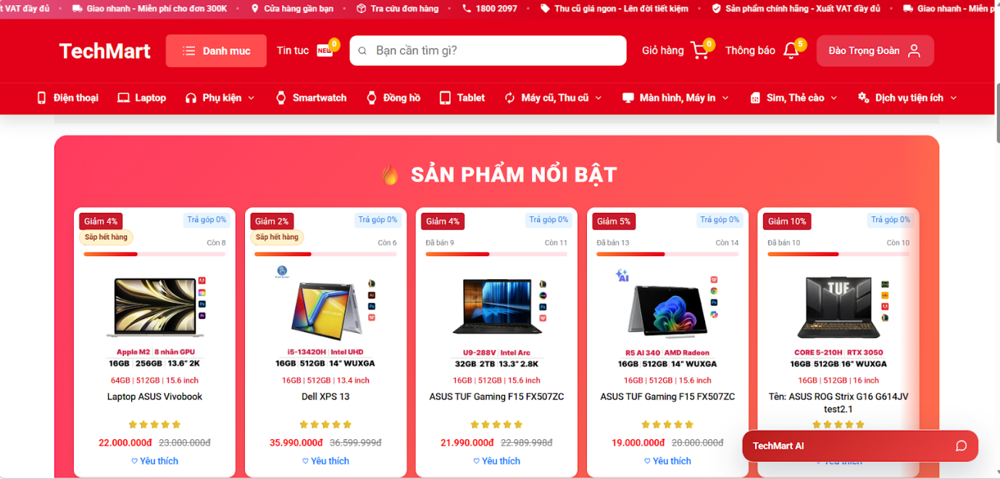 t VAT đầy đủ • Giao nhanh - Miễn phí cho đơn 300K • Cửa hàng gần bạn • Tra cứu đơn hàng • 1800 2097 • Thu cũ giá ngon - Lên đời tiết kiệm • Sản phẩm chính hãng - Xuất VAT đầy đủ • Giao nhanh - Miễn p
TechMart Danh mục Tin tuc NEW 0 Bạn cần tìm gì? Giỏ hàng 0 Thông báo 5 Đào Trọng Đoàn
Điện thoại Laptop Phụ kiện Smartwatch Đồng hồ Tablet Máy cũ, Thu cũ Màn hình, Máy in Sim, Thẻ cào Dịch vụ tiện ích
SẢN PHẨM NỔI BẬT
Giảm 4% Trả góp 0%
Sắp hết hàng Còn 8
Apple M2 | 8 nhân GPU
16GB | 256GB | 13.6" 2K
64GB | 512GB | 15.6 inch
Laptop ASUS Vivobook
22.000.000đ 23.000.000đ
Yêu thích
Giảm 2% Trả góp 0%
Sắp hết hàng Còn 6
i5-13420H | Intel UHD
16GB | 512GB | 14" WUXGA
16GB | 512GB | 13.4 inch
Dell XPS 13
35.990.000đ 36.599.999đ
Yêu thích
Giảm 4% Trả góp 0%
Đã bán 9 Còn 11
U9-288V | Intel Arc
32GB | 2TB | 13.3" 2.8K
16GB | 512GB | 15.6 inch
ASUS TUF Gaming F15 FX507ZC
21.990.000đ 22.989.998đ
Yêu thích
Giảm 5% Trả góp 0%
Đã bán 13 Còn 14
AI
R5 AI 340 | AMD Radeon
16GB | 512GB | 14" WUXGA
16GB | 512GB | 15.6 inch
ASUS TUF Gaming F15 FX507ZC
19.000.000đ 20.000.000đ
Yêu thích
Giảm 10% Trả góp 0%
Đã bán 10 Còn 10
TUF
CORE 5-210H | RTX 3050
16GB | 512GB | 16" WUXGA
16GB | 512GB | 16 inch
Tên: ASUS ROG Strix G16 G614JV
test2.1
TechMart AI
Yêu thích